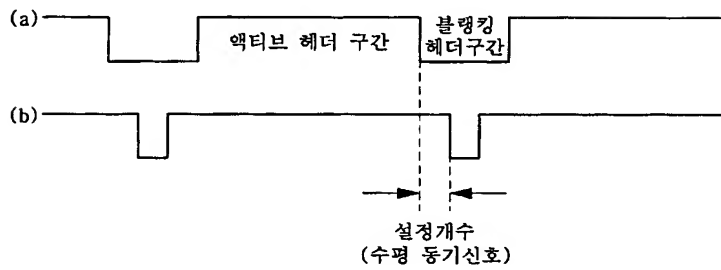 (a)
액티브 헤더 구간
블랭킹
헤더구간
(b)
설정개수
(수평 동기신호)